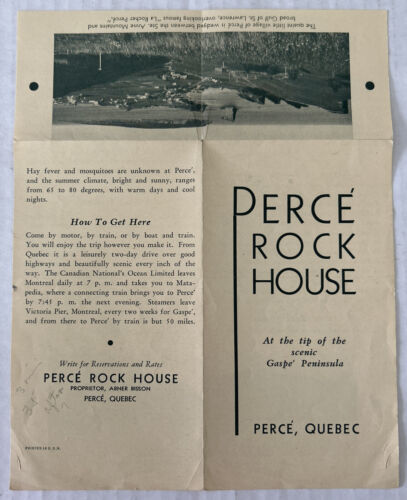 The quaint little village of Percé is wedged between the Ste. Anne Mountains and
broad Gulf of St. Lawrence, overlooking famous "La Rocher Percé."
Hay fever and mosquitoes are unknown at Perce',
and the summer climate, bright and sunny, ranges
from 65 to 80 degrees, with warm days and cool
nights.
How To Get Here
Come by motor, by train, or by boat and train.
You will enjoy the trip however you make it. From
Quebec it is a leisurely two-day drive over good
highways and beautifully scenic every inch of the
way. The Canadian National's Ocean Limited leaves
Montreal daily at 7 p. m. and takes you to Mata-
pedia, where a connecting train brings you to Perce'
by 7:45 p. m. the next evening. Steamers leave
Victoria Pier, Montreal, every two weeks for Gaspe',
and from there to Perce' by train is but 50 miles.
Write for Reservations and Rates
PERCÉ ROCK HOUSE
PROPRIETOR, ABNER BISSON
PERCÉ, QUEBEC
PRINTED IN U. S. A.
PERCÉ
ROCK
HOUSE
At the tip of the
scenic
Gaspe' Peninsula
PERCÉ, QUEBEC